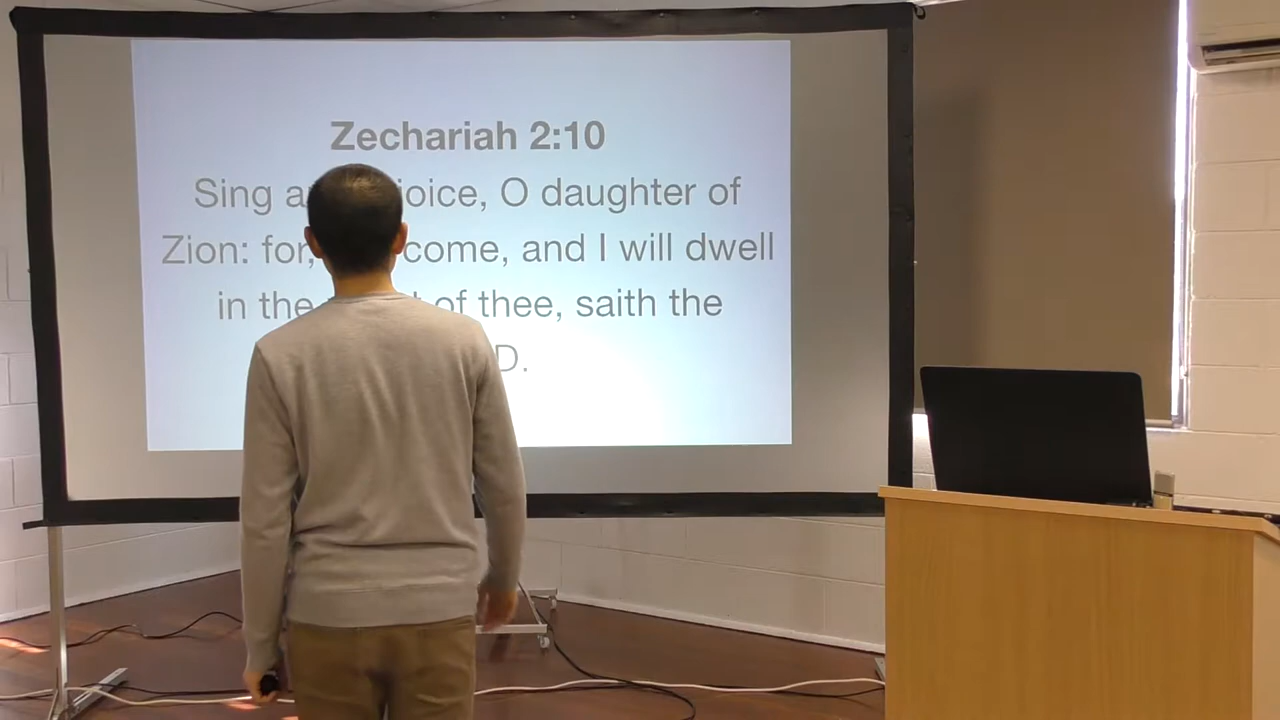 Zechariah 2:10
Sing a joice, O daughter of
Zion: for, come, and I will dwell
in the t of thee, saith the
D.